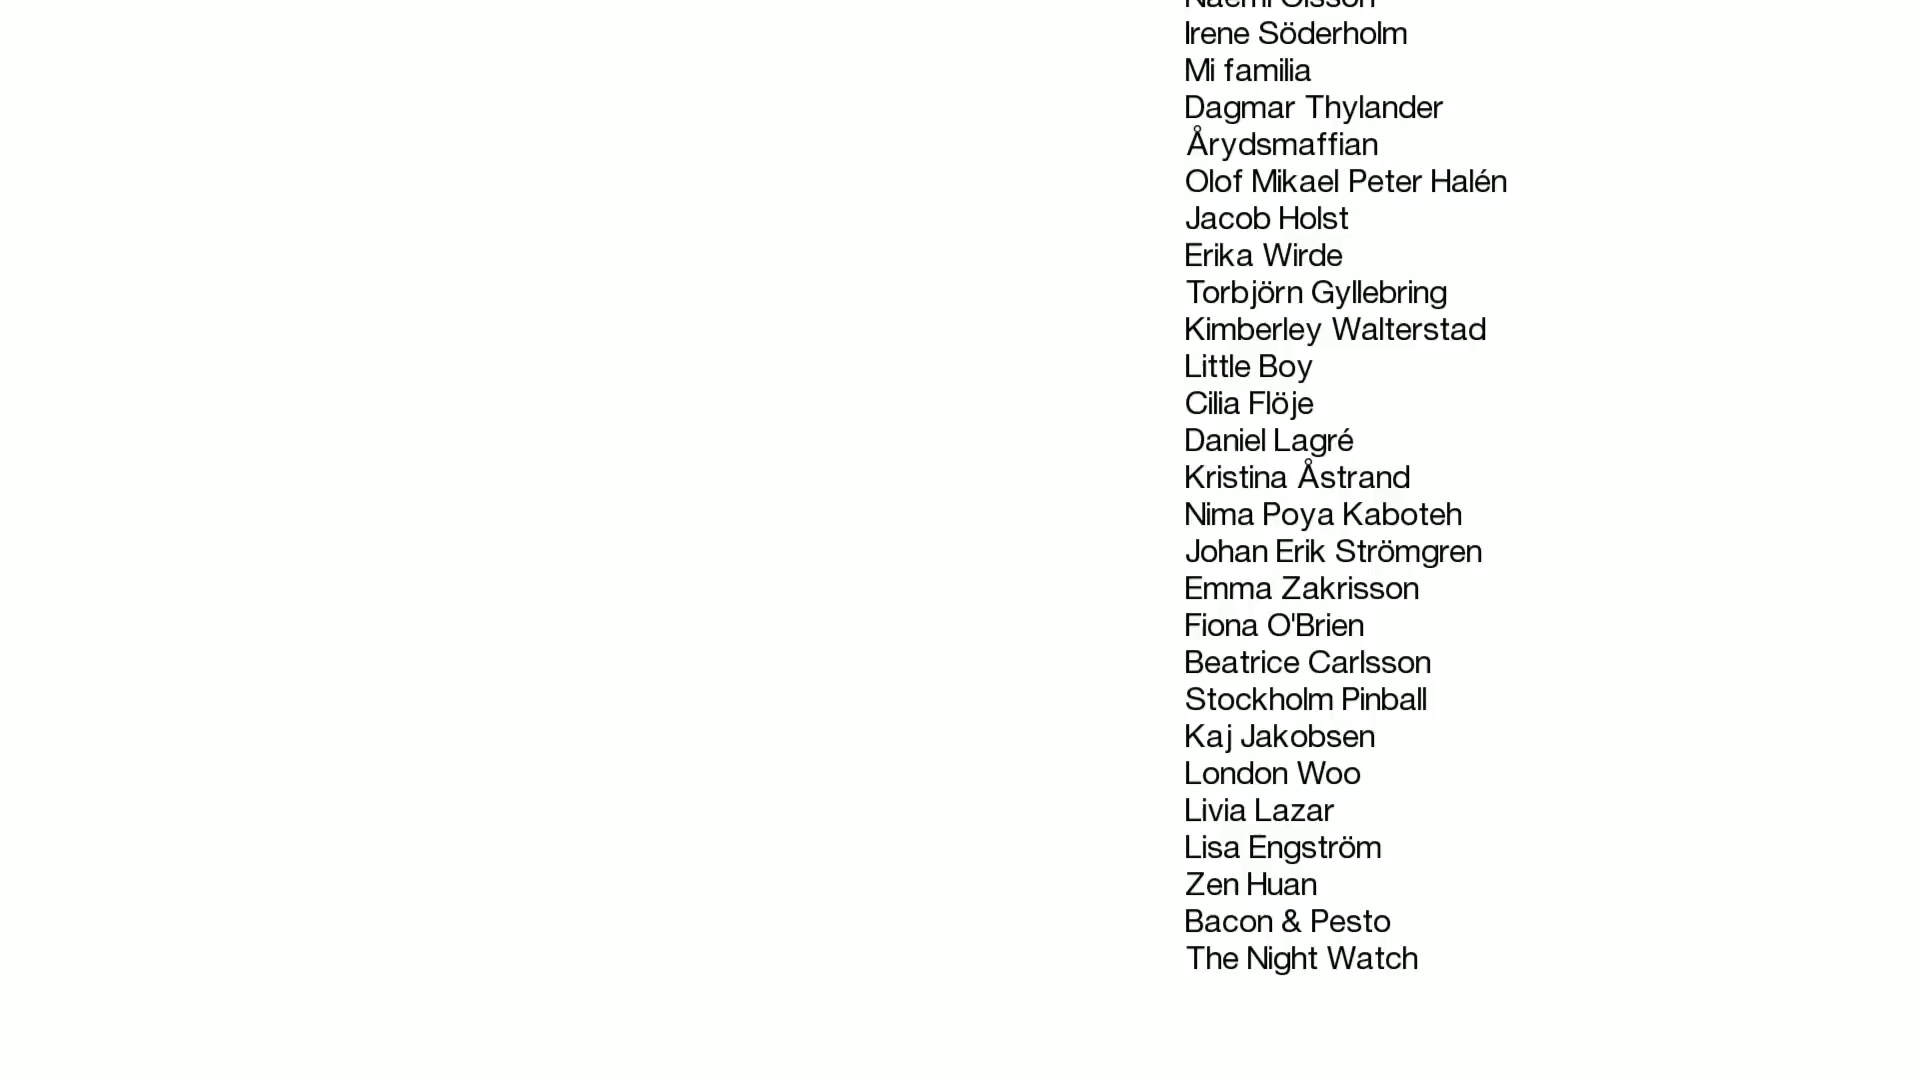 Naemi Olsson
Irene Söderholm
Mi familia
Dagmar Thylander
Årydsmaffian
Olof Mikael Peter Halén
Jacob Holst
Erika Wirde
Torbjörn Gyllebring
Kimberley Walterstad
Little Boy
Cilia Flöje
Daniel Lagré
Kristina Åstrand
Nima Poya Kaboteh
Johan Erik Strömgren
Emma Zakrisson
Fiona O'Brien
Beatrice Carlsson
Stockholm Pinball
Kaj Jakobsen
London Woo
Livia Lazar
Lisa Engström
Zen Huan
Bacon & Pesto
The Night Watch